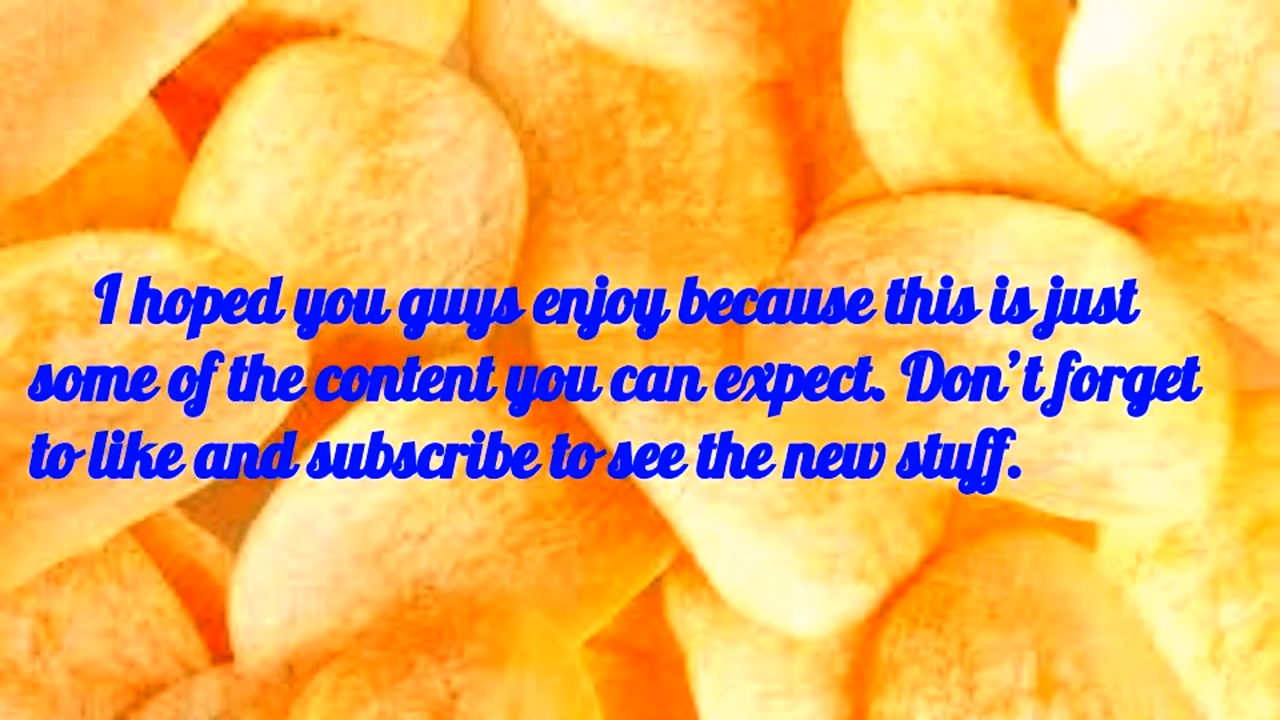 I hoped you guys enjoy because this is just
some of the content you can expect. Don't forget
to like and subscribe to see the new stuff.